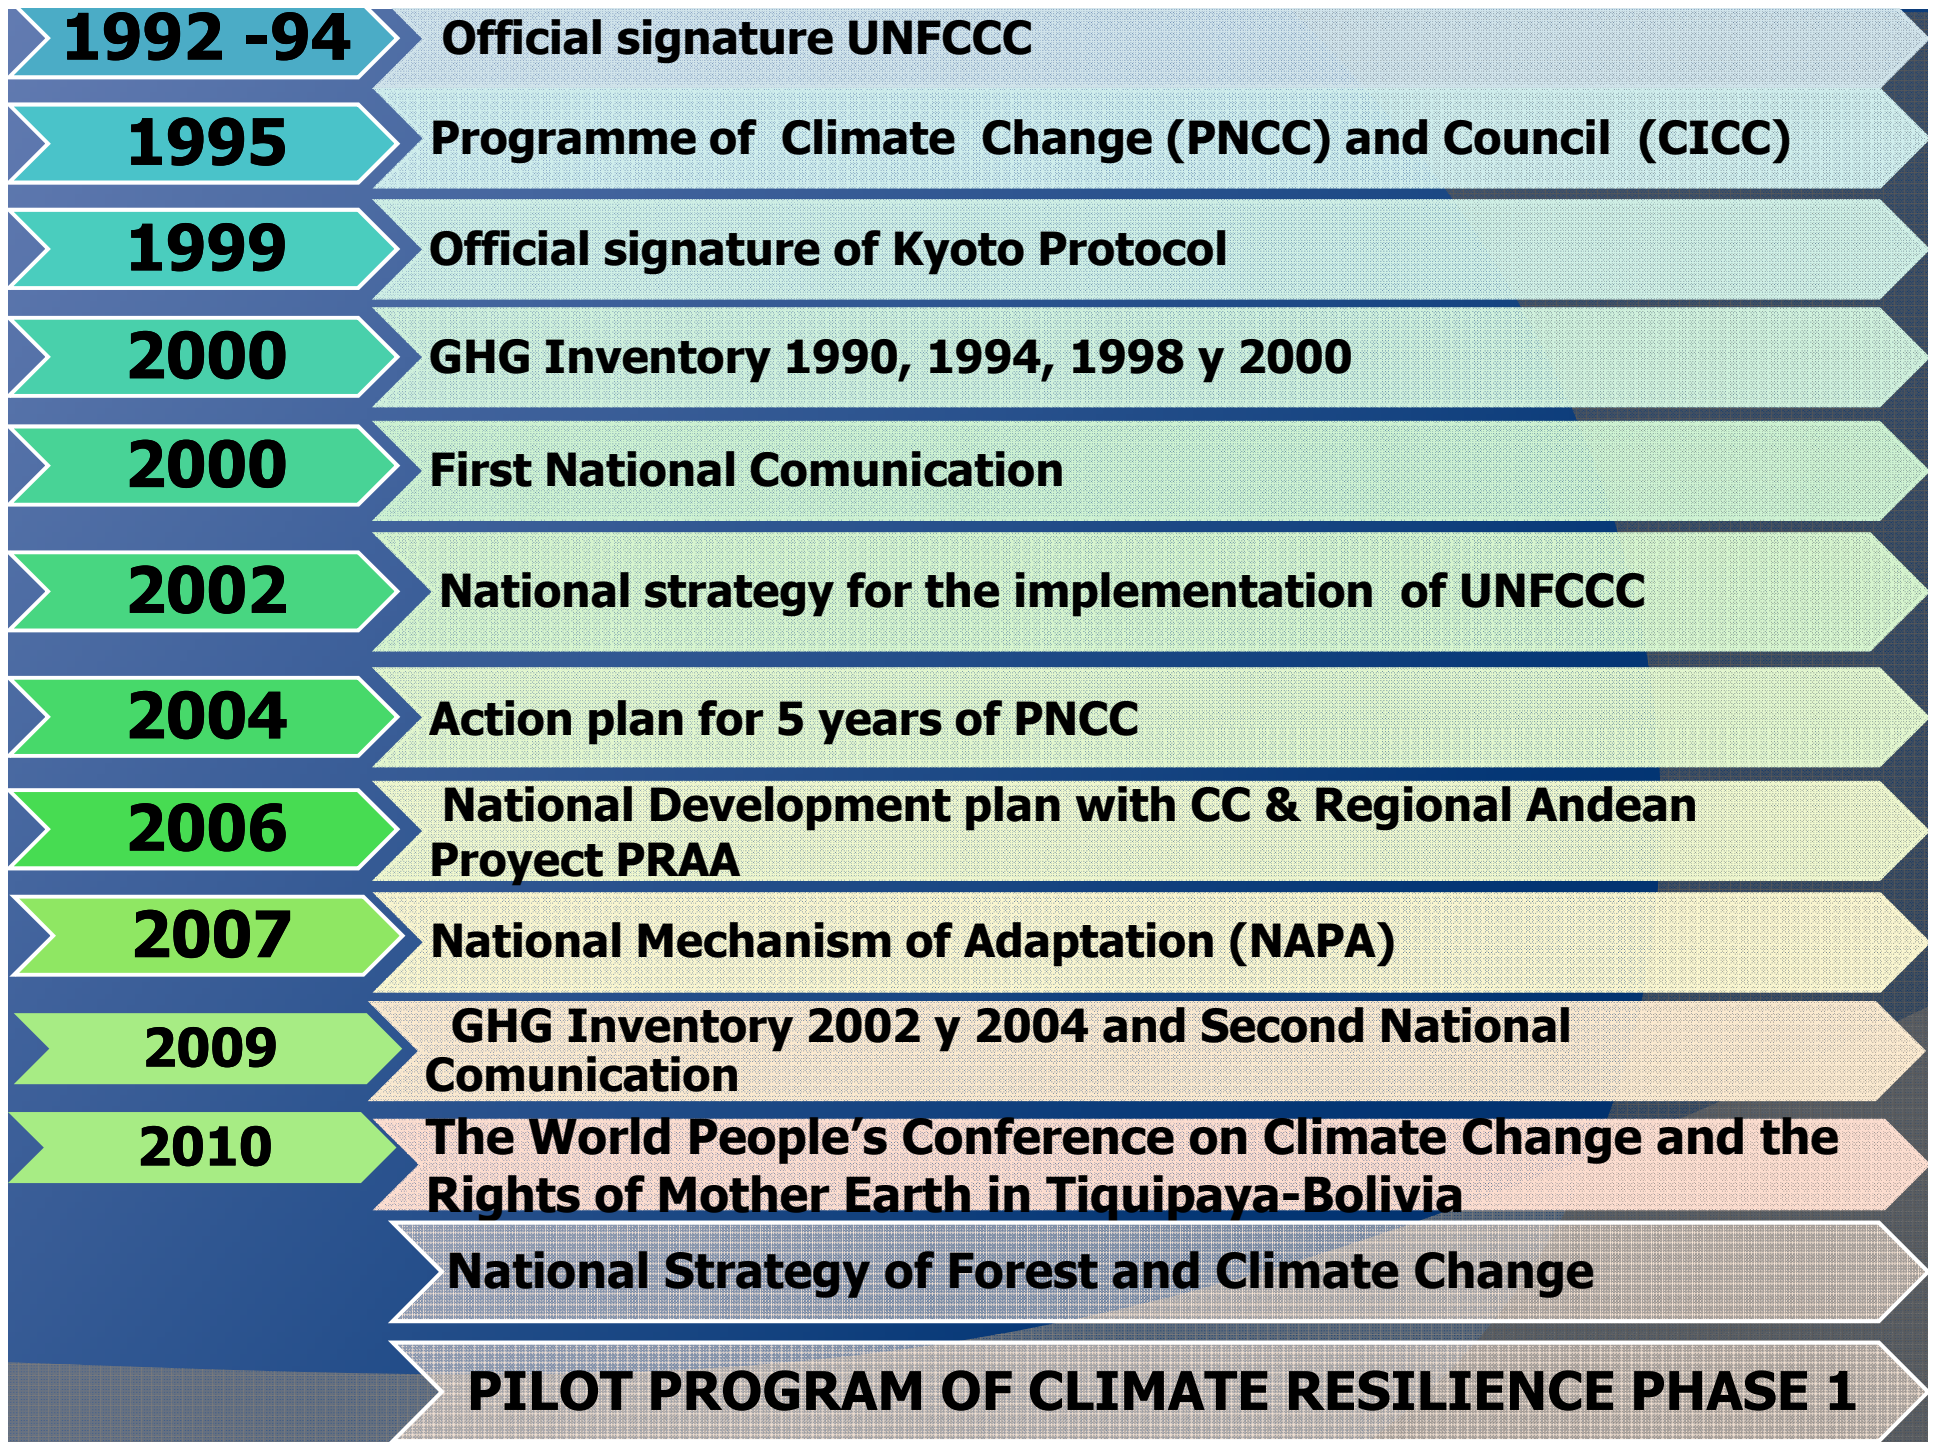 1992 -94
Official signature UNFCCC
1995
Programme of Climate Change (PNCC) and Council (CICC)
1999
Official signature of Kyoto Protocol
2000
GHG Inventory 1990, 1994, 1998 y 2000
2000
First National Comunication
2002
National strategy for the implementation of UNFCCC
2004
Action plan for 5 years of PNCC
2006
National Development plan with CC & Regional Andean
Proyect PRAA
2007
National Mechanism of Adaptation (NAPA)
2009
GHG Inventory 2002 y 2004 and Second National
Comunication
2010
The World People’s Conference on Climate Change and the
Rights of Mother Earth in Tiquipaya-Bolivia
National Strategy of Forest and Climate Change
PILOT PROGRAM OF CLIMATE RESILIENCE PHASE 1